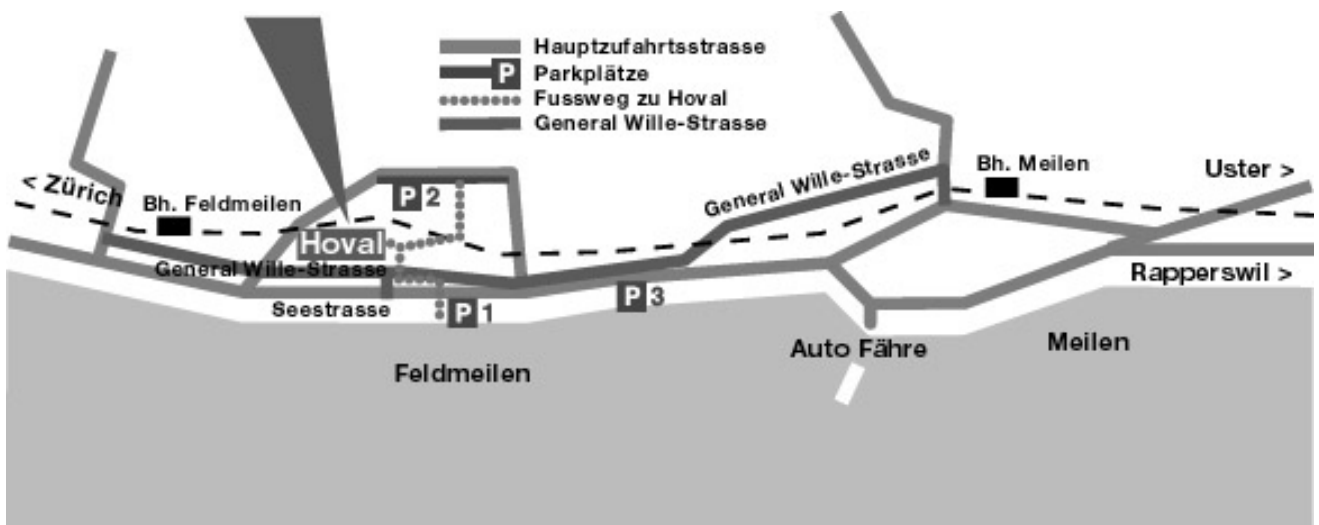 Hauptzufahrtsstrasse
P Parkplätze
Fussweg zu Hoval
General Wille-Strasse
< Zürich
Bh. Feldmeilen
P 2
General Wille-Strasse
Bh. Meilen
Uster >
Hoval
General Wille-Strasse
Rapperswil >
Seestrasse
P 1
P 3
Auto Fähre
Meilen
Feldmeilen